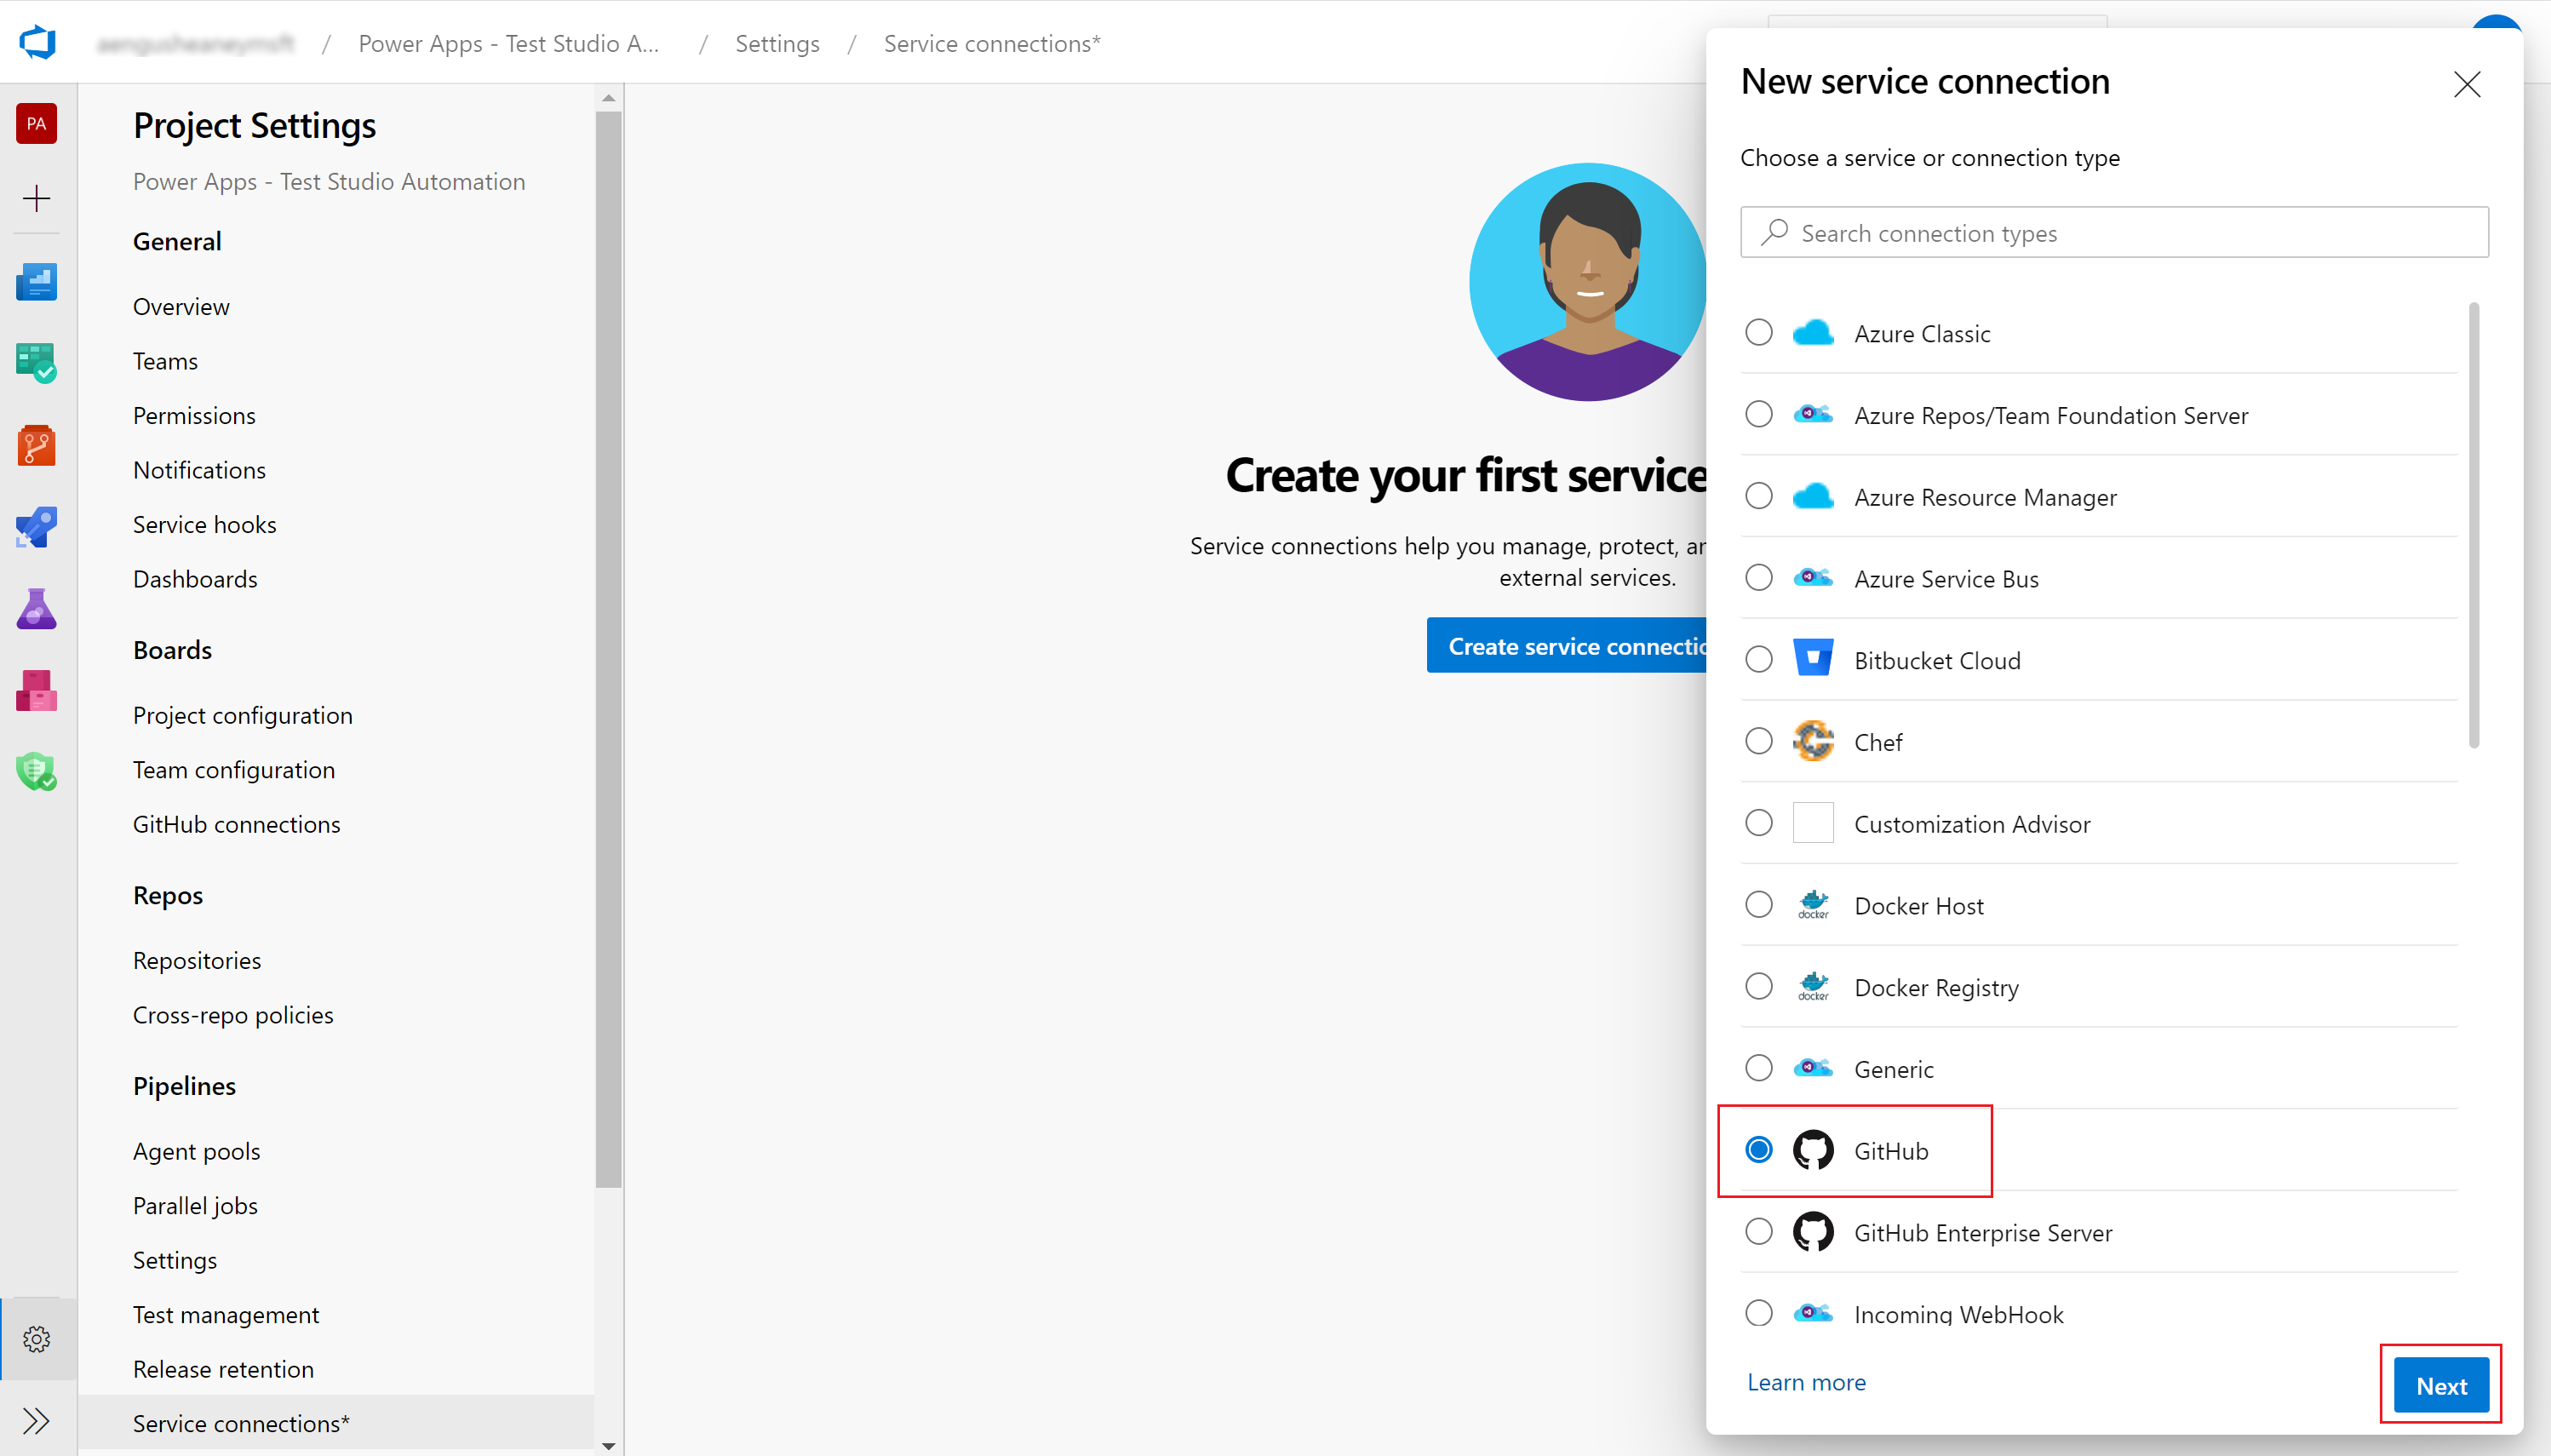 / Power Apps - Test Studio A... / Settings / Service connections*
PA
Project Settings
Power Apps - Test Studio Automation
General
Overview
Teams
Permissions
Notifications
Service hooks
Dashboards
Boards
Project configuration
Team configuration
GitHub connections
Repos
Repositories
Cross-repo policies
Pipelines
Agent pools
Parallel jobs
Settings
Test management
Release retention
Service connections*
Create your first service
Service connections help you manage, protect,
external services.
Create service
New service connection
Choose a service or connection type
Search connection types
Azure Classic
Azure Repos/Team Foundation Server
Azure Resource Manager
Azure Service Bus
Bitbucket Cloud
Chef
Customization Advisor
docker Docker Host
docker Docker Registry
Generic
GitHub
GitHub Enterprise Server
Incoming WebHook
Learn more
Next